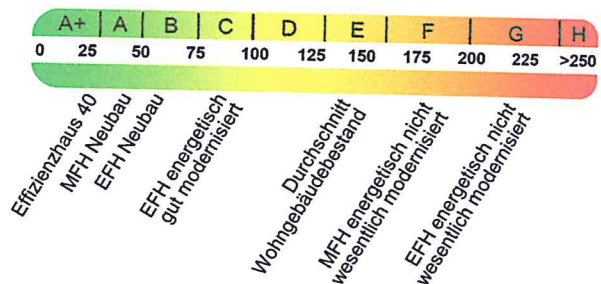 A+ A B C D E F G H
0 25 50 75 100 125 150 175 200 225 >250
Effizienzhaus 40
MFH Neubau
EFH Neubau
EFH energetisch
gut modernisiert
Durchschnitt
Wohngebäudebestand
MFH energetisch nicht
wesentlich modernisiert
EFH energetisch nicht
wesentlich modernisiert